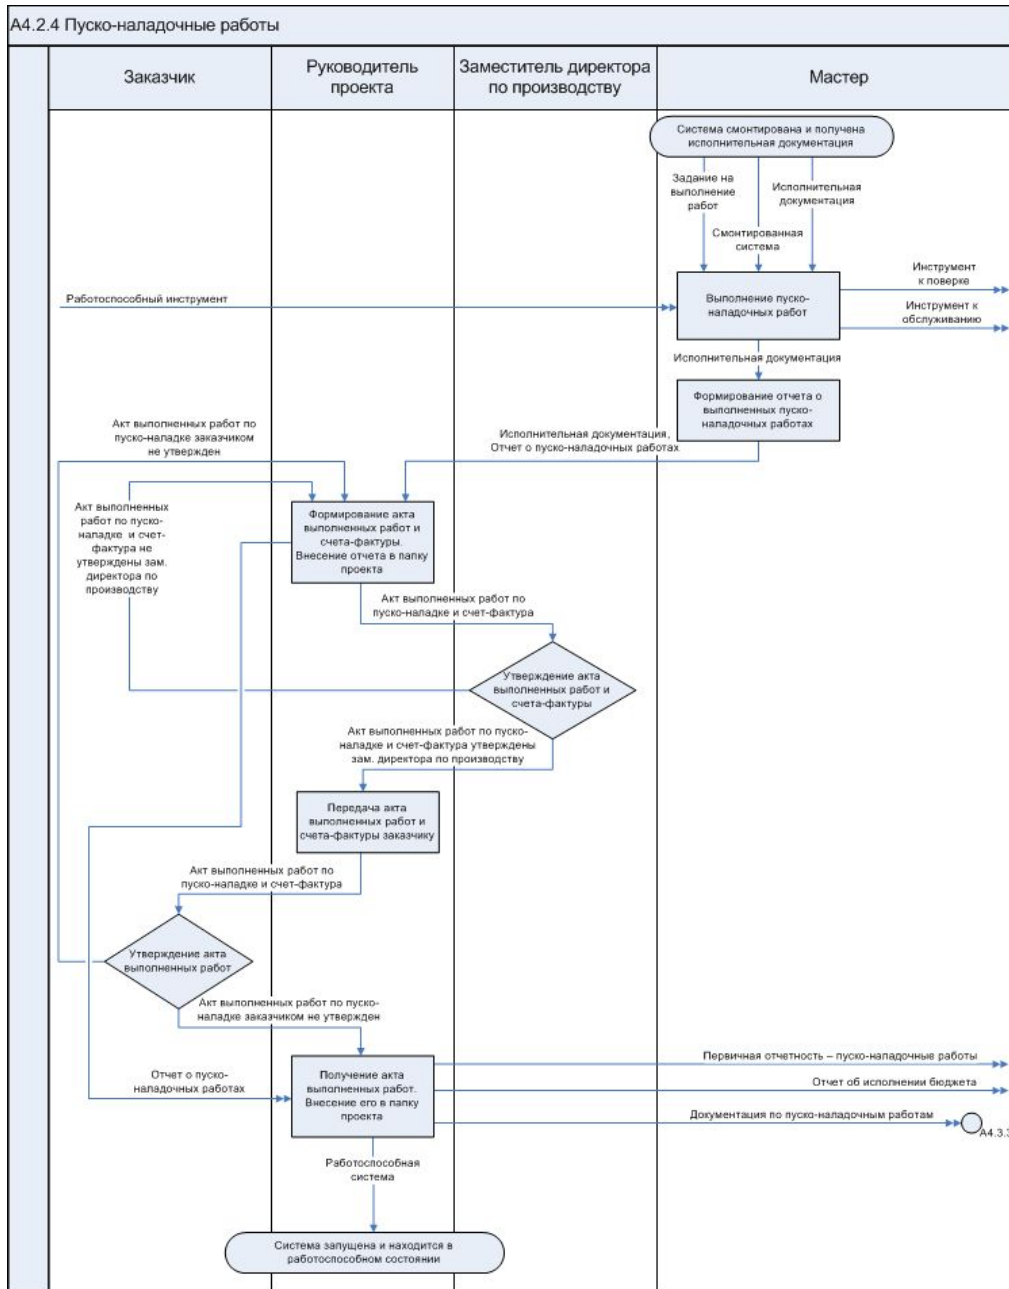 А4.2.4 Пуско-наладочные работы
Заказчик
Руководитель
проекта
Заместитель директора
по производству
Мастер
Система смонтирована и получена
исполнительная документация
Задание на
выполнение
работ
Исполнительная
документация
Смонтированная
система
Инструмент
к поверке
Работоспособный инструмент
Выполнение пуско-
наладочных работ
Инструмент к
обслуживанию
Исполнительная документация
Формирование отчета о
выполненных пуско-
наладочных работах
Акт выполненных работ по
пуско-наладке заказчиком
не утвержден
Исполнительная документация,
Отчет о пуско-наладочных работах
Акт выполненных
работ по пуско-
наладке и счет-
фактура не
утверждены зам.
директора по
производству
Формирование акта
выполненных работ и
счета-фактуры.
Внесение отчета в папку
проекта
Акт выполненных работ по
пуско-наладке и счет-фактура
Утверждение акта
выполненных работ и
счета-фактуры
Акт выполненных работ по пуско-
наладке и счет-фактура утверждены
зам. директора по производству
Передача акта
выполненных работ и
счета-фактуры заказчику
Акт выполненных работ по
пуско-наладке и счет-фактура
Утверждение акта
выполненных работ
Акт выполненных работ по пуско-
наладке заказчиком не утвержден
Отчет о пуско-
наладочных работах
Получение акта
выполненных работ.
Внесение его в папку
проекта
Первичная отчетность – пуско-наладочные работы
Отчет об исполнении бюджета
Документация по пуско-наладочным работам
А4.3.3
Работоспособная
система
Система запущена и находится в
работоспособном состоянии